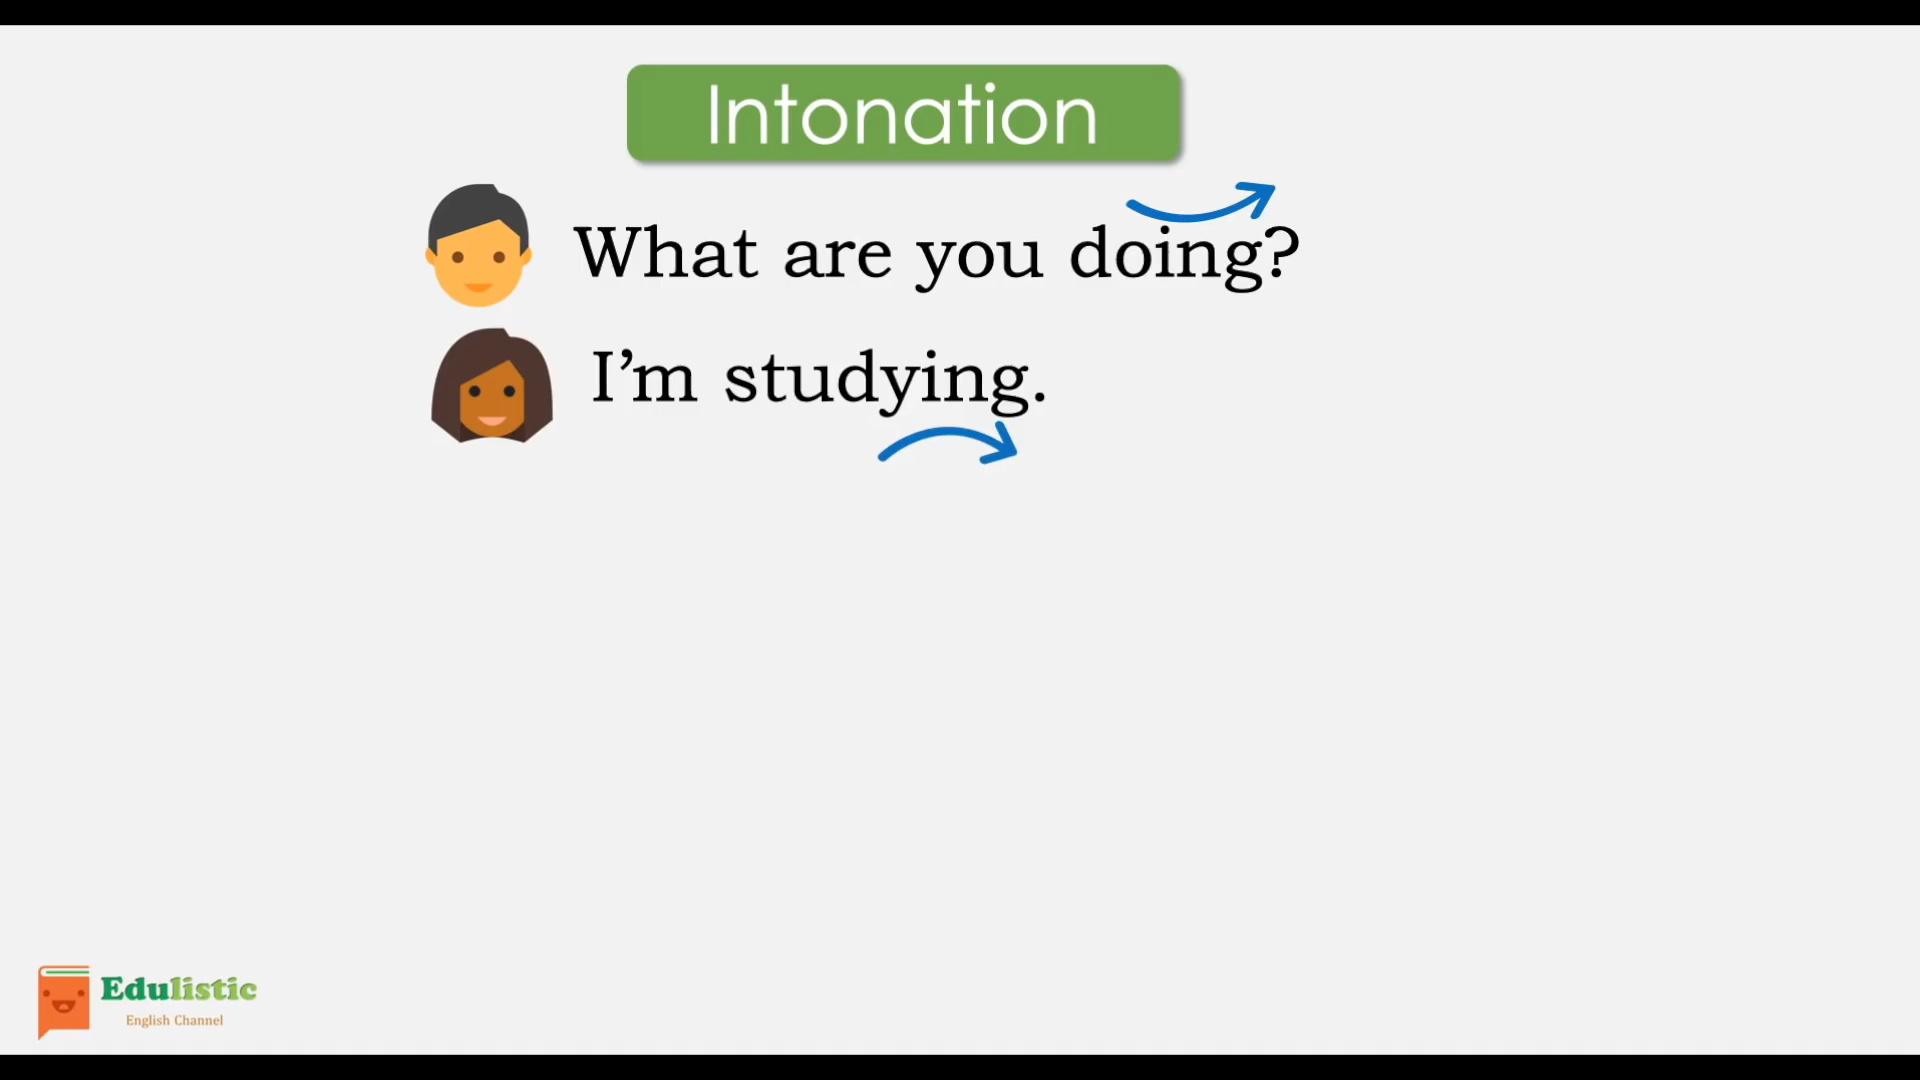 Intonation
What are you doing?
I’m studying.
Edulistic
English Channel